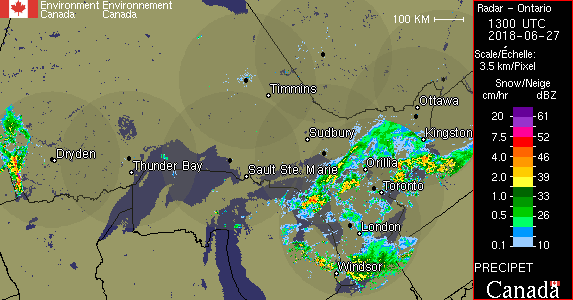 Environment Environnement
Canada Canada
100 KM
Timmins
Ottawa
Sudbury
Kingston
Dryden
Thunder Bay
Sault Ste. Marie
Orillia
Toronto
London
Windsor
Radar - Ontario
1300 UTC
2018-06-27
Scale/Échelle:
3.5 km/Pixel
Snow/Neige
cm/hr dBZ
20 61
7.5 52
4.0 46
2.0 39
1.0 33
0.5 26
0.1 10
PRECIPET
Canada